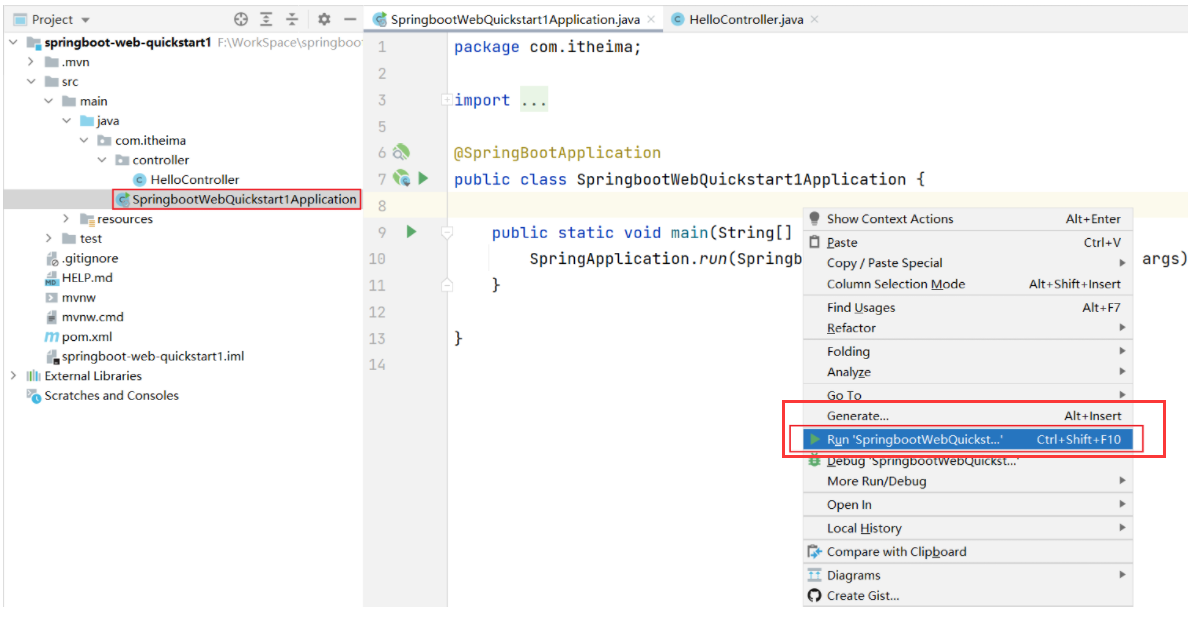 Project
springboot-web-quickstart1 F:\WorkSpace\springboo
.mvn
src
main
java
com.itheima
controller
HelloController
SpringbootWebQuickstart1Application
resources
test
.gitignore
HELP.md
mvnw
mvnw.cmd
pom.xml
springboot-web-quickstart1.iml
External Libraries
Scratches and Consoles
SpringbootWebQuickstart1Application.java × HelloController.java ×
1 package com.itheima;
2
3 import ...
5
6 @SpringBootApplication
7 public class SpringbootWebQuickstart1Application {
8
9 public static void main(String[]
10 SpringApplication.run(Springb args)
11 }
12
13 }
14
Show Context Actions Alt+Enter
Paste Ctrl+V
Copy / Paste Special
Column Selection Mode Alt+Shift+Insert
Find Usages Alt+F7
Refactor
Folding
Analyze
Go To
Generate... Alt+Insert
Run 'SpringbootWebQuickst...' Ctrl+Shift+F10
Debug 'SpringbootWebQuickst...'
More Run/Debug
Open In
Local History
Compare with Clipboard
Diagrams
Create Gist...